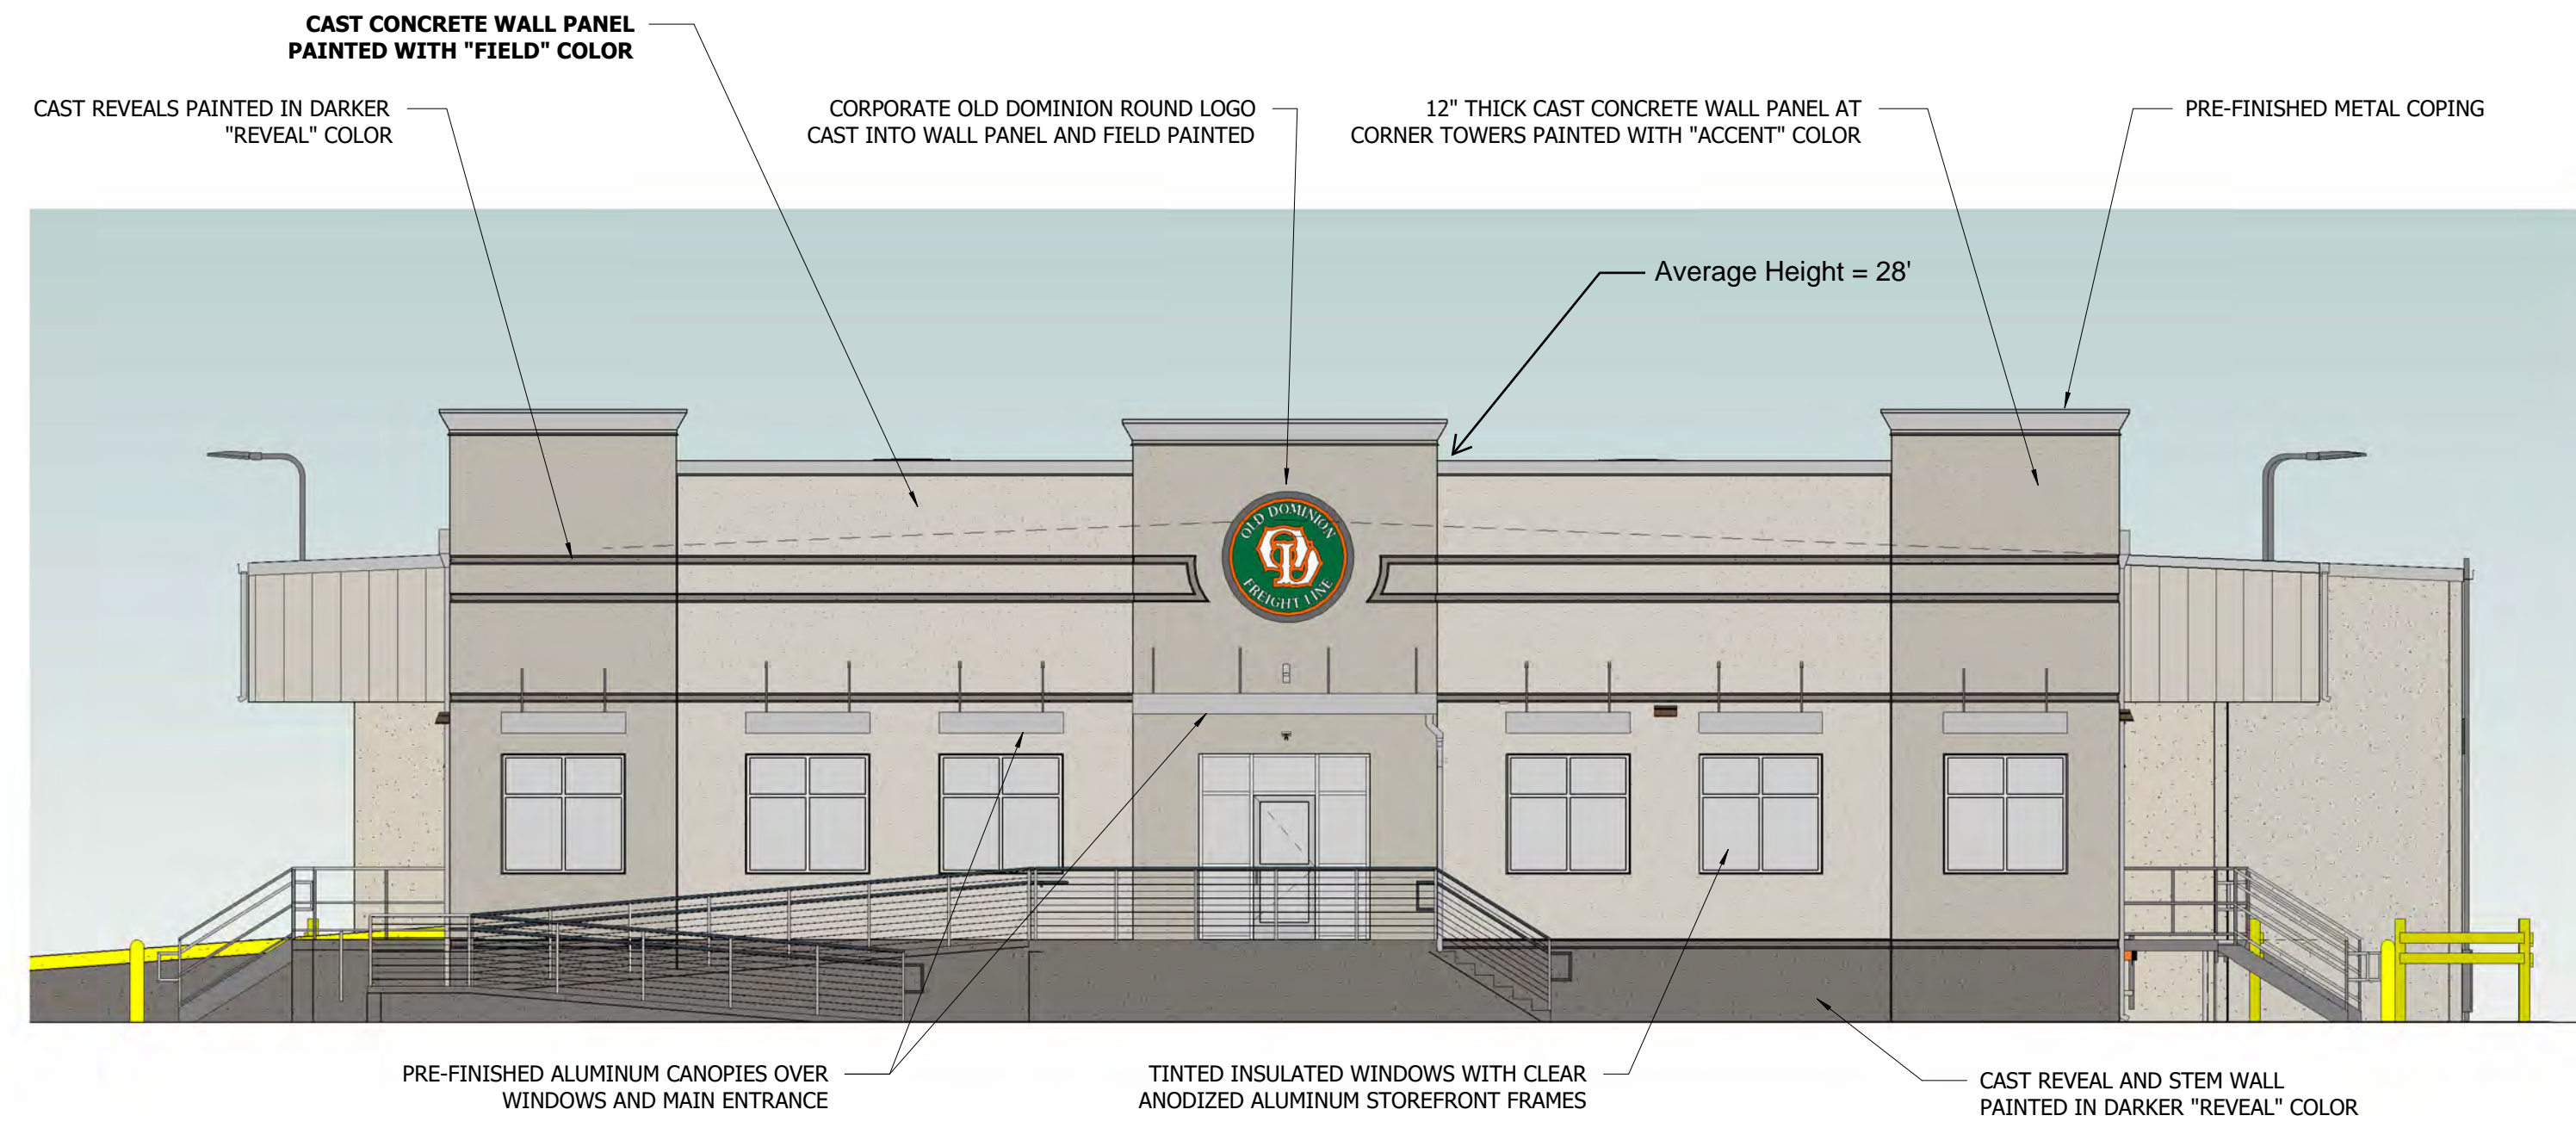 CAST CONCRETE WALL PANEL
PAINTED WITH "FIELD" COLOR
CAST REVEALS PAINTED IN DARKER
"REVEAL" COLOR
CORPORATE OLD DOMINION ROUND LOGO
CAST INTO WALL PANEL AND FIELD PAINTED
12" THICK CAST CONCRETE WALL PANEL AT
CORNER TOWERS PAINTED WITH "ACCENT" COLOR
PRE-FINISHED METAL COPING
Average Height = 28'
OLD DOMINION
OD
FREIGHT LINE
PRE-FINISHED ALUMINUM CANOPIES OVER
WINDOWS AND MAIN ENTRANCE
TINTED INSULATED WINDOWS WITH CLEAR
ANODIZED ALUMINUM STOREFRONT FRAMES
CAST REVEAL AND STEM WALL
PAINTED IN DARKER "REVEAL" COLOR